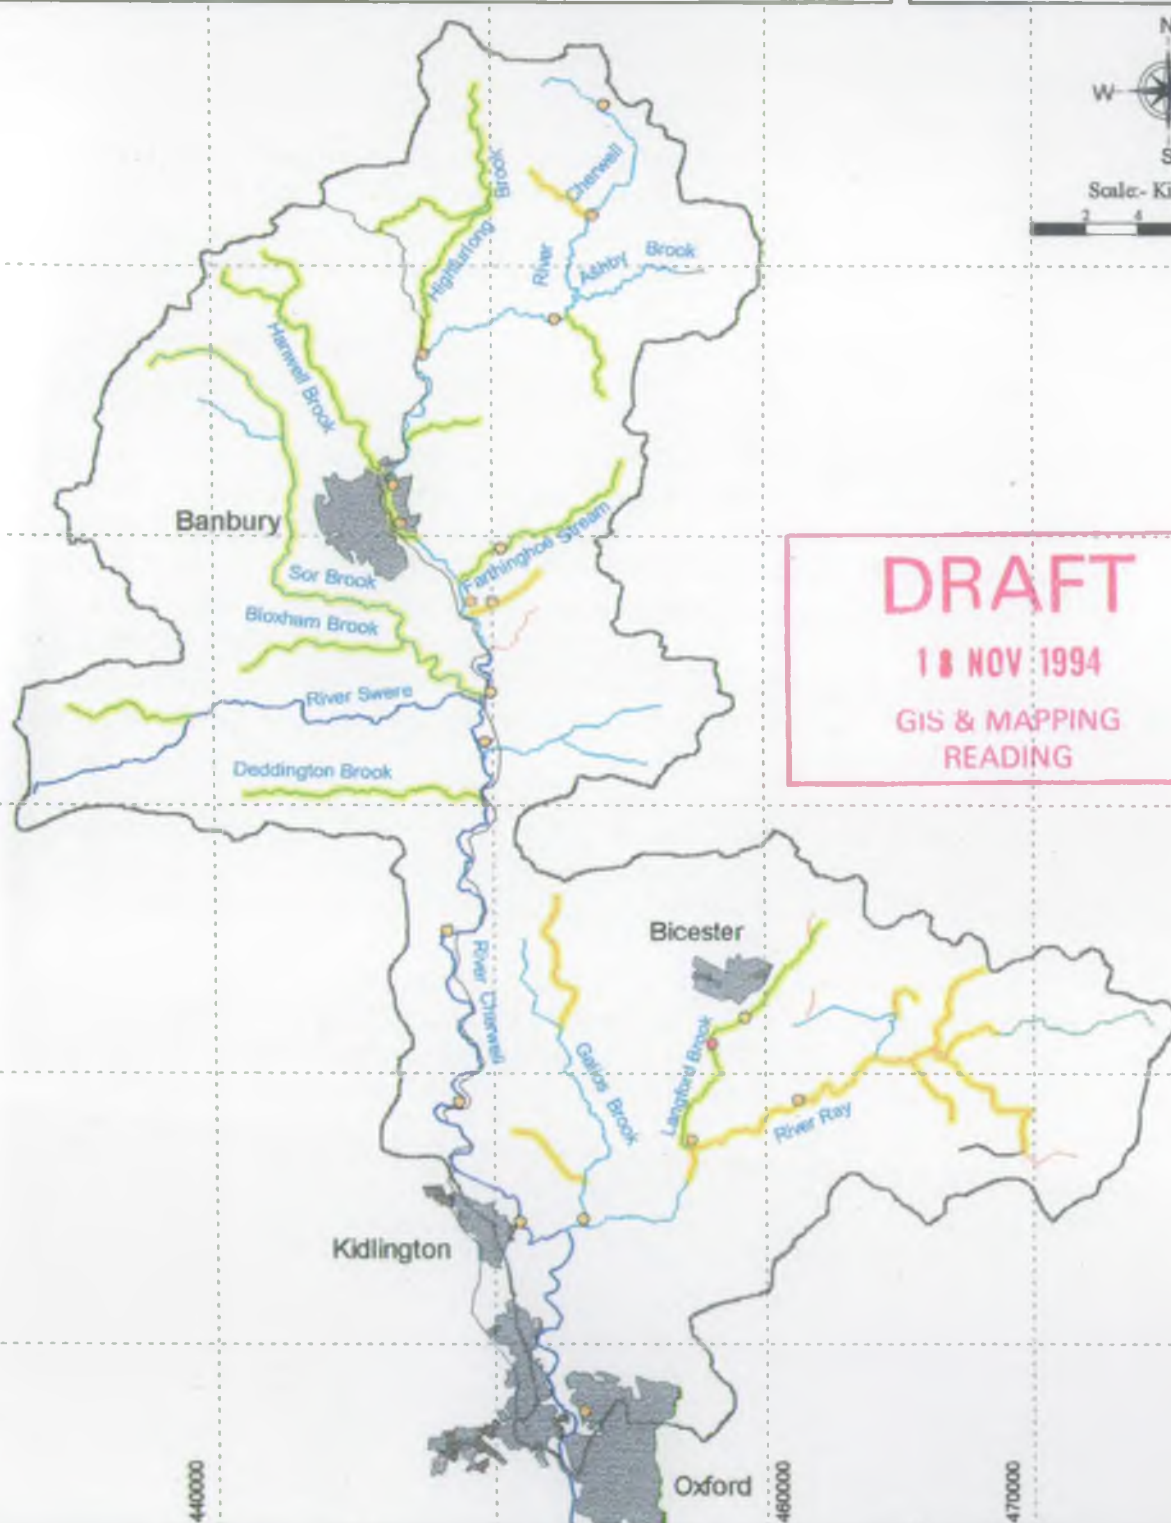 N
W
S
Scale:- Ki
2 4
Brook
Highfurlong
Cherwell
River
Ashby Brook
Hanwell Brook
Banbury
Farthinghoe Stream
Sor Brook
Bloxham Brook
River Swere
Deddington Brook
DRAFT
18 NOV 1994
GIS & MAPPING
READING
Bicester
River Cherwell
Gallos Brook
Langford Brook
River Ray
Kidlington
Oxford
440000
460000
470000